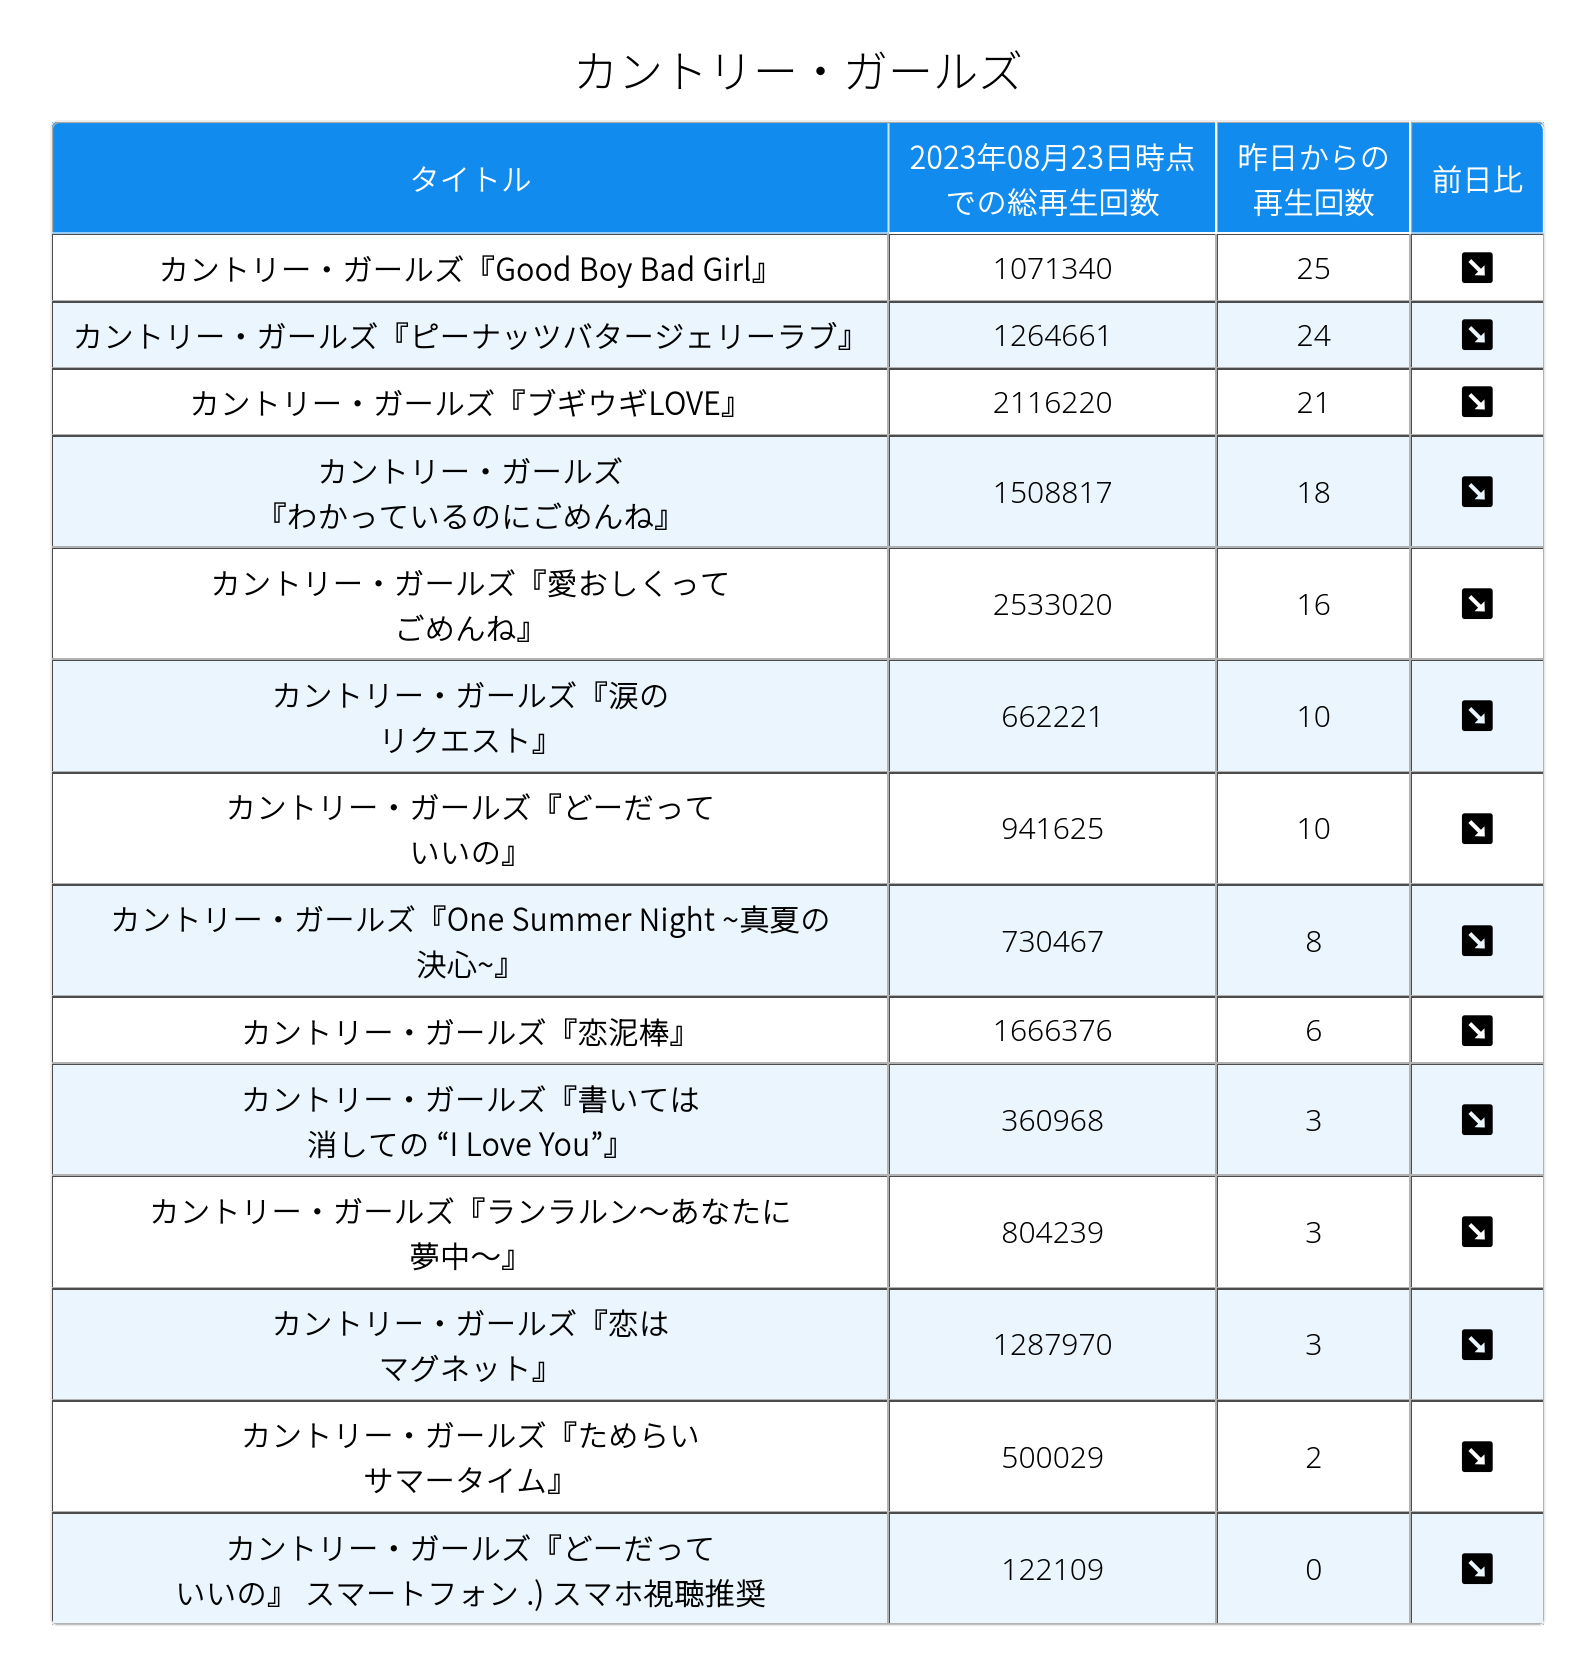 カントリー・ガールズ
タイトル
2023年08月23日時点
での総再生回数
昨日からの
再生回数
前日比
カントリー・ガールズ『Good Boy Bad Girl』
1071340
25
カントリー・ガールズ『ピーナッツバタージェリーラブ』
1264661
24
カントリー・ガールズ『ブギウギLOVE』
2116220
21
カントリー・ガールズ
『わかっているのにごめんね』
1508817
18
カントリー・ガールズ『愛おしくって
ごめんね』
2533020
16
カントリー・ガールズ『涙の
リクエスト』
662221
10
カントリー・ガールズ『どーだって
いいの』
941625
10
カントリー・ガールズ『One Summer Night ~真夏の
決心~』
730467
8
カントリー・ガールズ『恋泥棒』
1666376
6
カントリー・ガールズ『書いては
消しての “I Love You”』
360968
3
カントリー・ガールズ『ランラルン〜あなたに
夢中〜』
804239
3
カントリー・ガールズ『恋は
マグネット』
1287970
3
カントリー・ガールズ『ためらい
サマータイム』
500029
2
カントリー・ガールズ『どーだって
いいの』 スマートフォン .) スマホ視聴推奨
122109
0